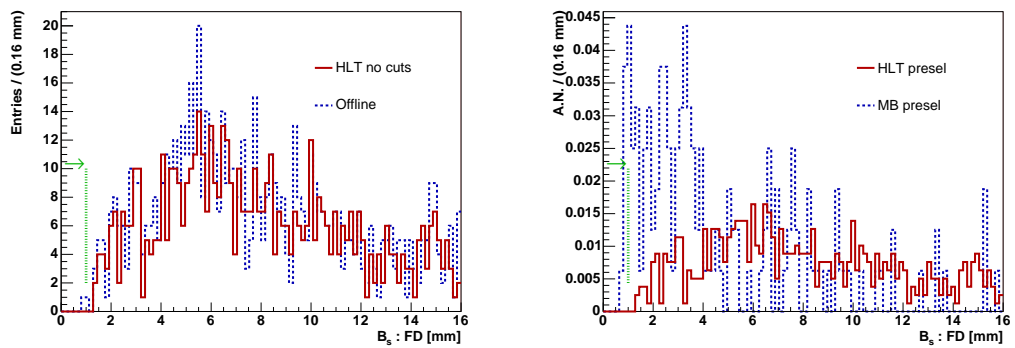 Entries / (0.16 mm)
20
18
16
14
12
10
8
6
4
2
0
HLT no cuts
Offline
0 2 4 6 8 10 12 14 16
Bs : FD [mm]
A.N. / (0.16 mm)
0.045
0.04
0.035
0.03
0.025
0.02
0.015
0.01
0.005
0
HLT presel
MB presel
0 2 4 6 8 10 12 14 16
Bs : FD [mm]